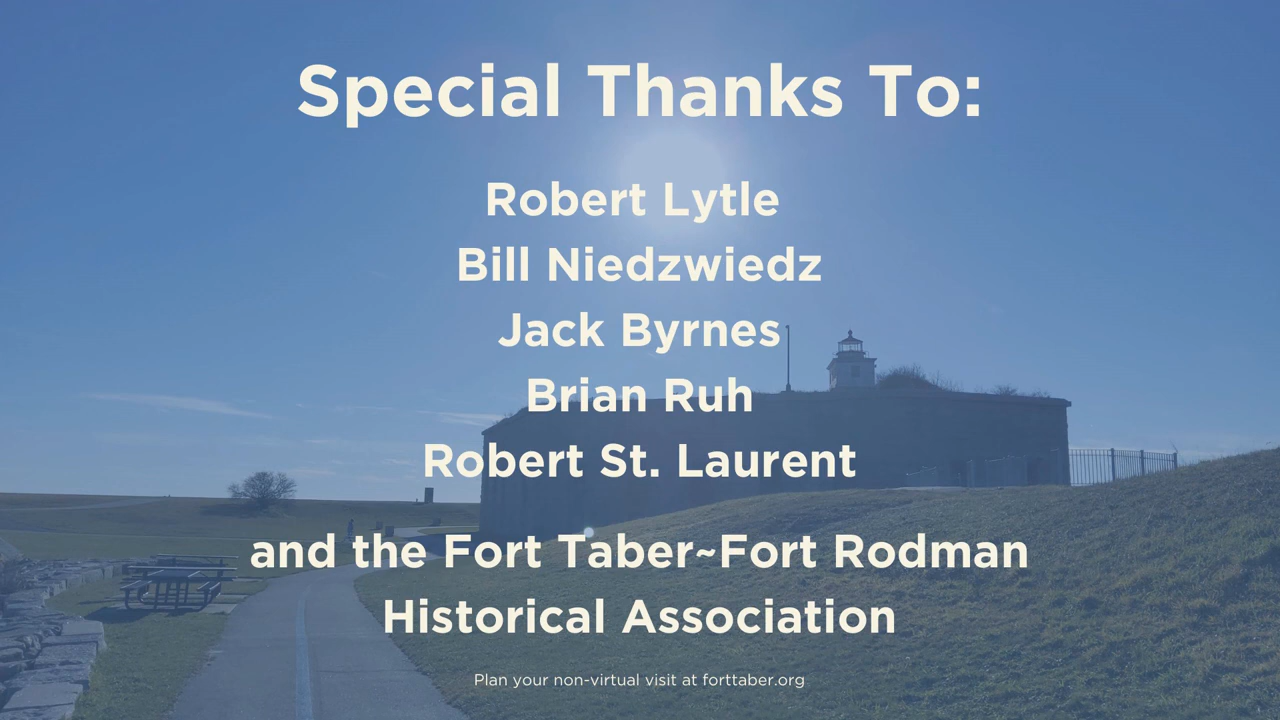 Special Thanks To:
Robert Lytle
Bill Niedzwiedz
Jack Byrnes
Brian Ruh
Robert St. Laurent
and the Fort Taber~Fort Rodman
Historical Association
Plan your non-virtual visit at forttaber.org